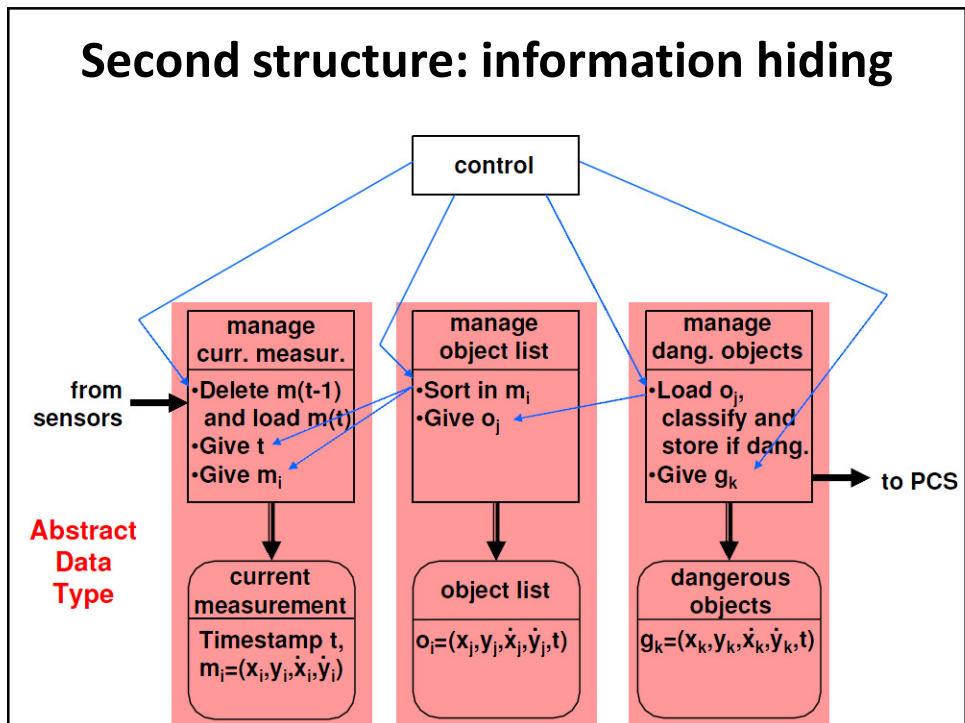 Second structure: information hiding
control
manage
curr. measur.
•Delete m(t-1)
and load m(t)
•Give t
•Give mᵢ
manage
object list
•Sort in mᵢ
•Give oⱼ
manage
dang. objects
•Load oⱼ,
classify and
store if dang.
•Give gₖ
from
sensors
to PCS
Abstract
Data
Type
current
measurement
Timestamp t,
mᵢ=(xᵢ,yᵢ,ẋᵢ,ẏᵢ)
object list
oᵢ=(xⱼ,yⱼ,ẋⱼ,ẏⱼ,t)
dangerous
objects
gₖ=(xₖ,yₖ,ẋₖ,ẏₖ,t)